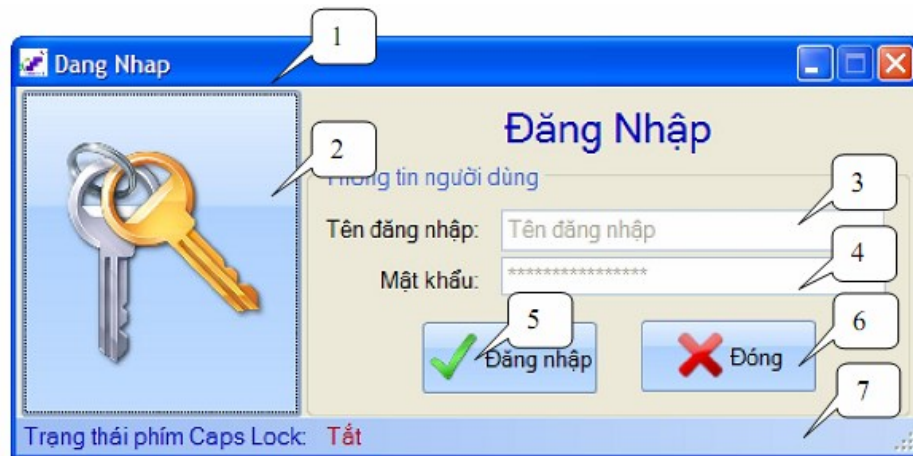 1
Dang Nhap
Đăng Nhập
2
Thông tin người dùng
3
Tên đăng nhập: Tên đăng nhập
4
Mật khẩu: ****************
5
6
Đăng nhập
Đóng
7
Trạng thái phím Caps Lock: Tắt